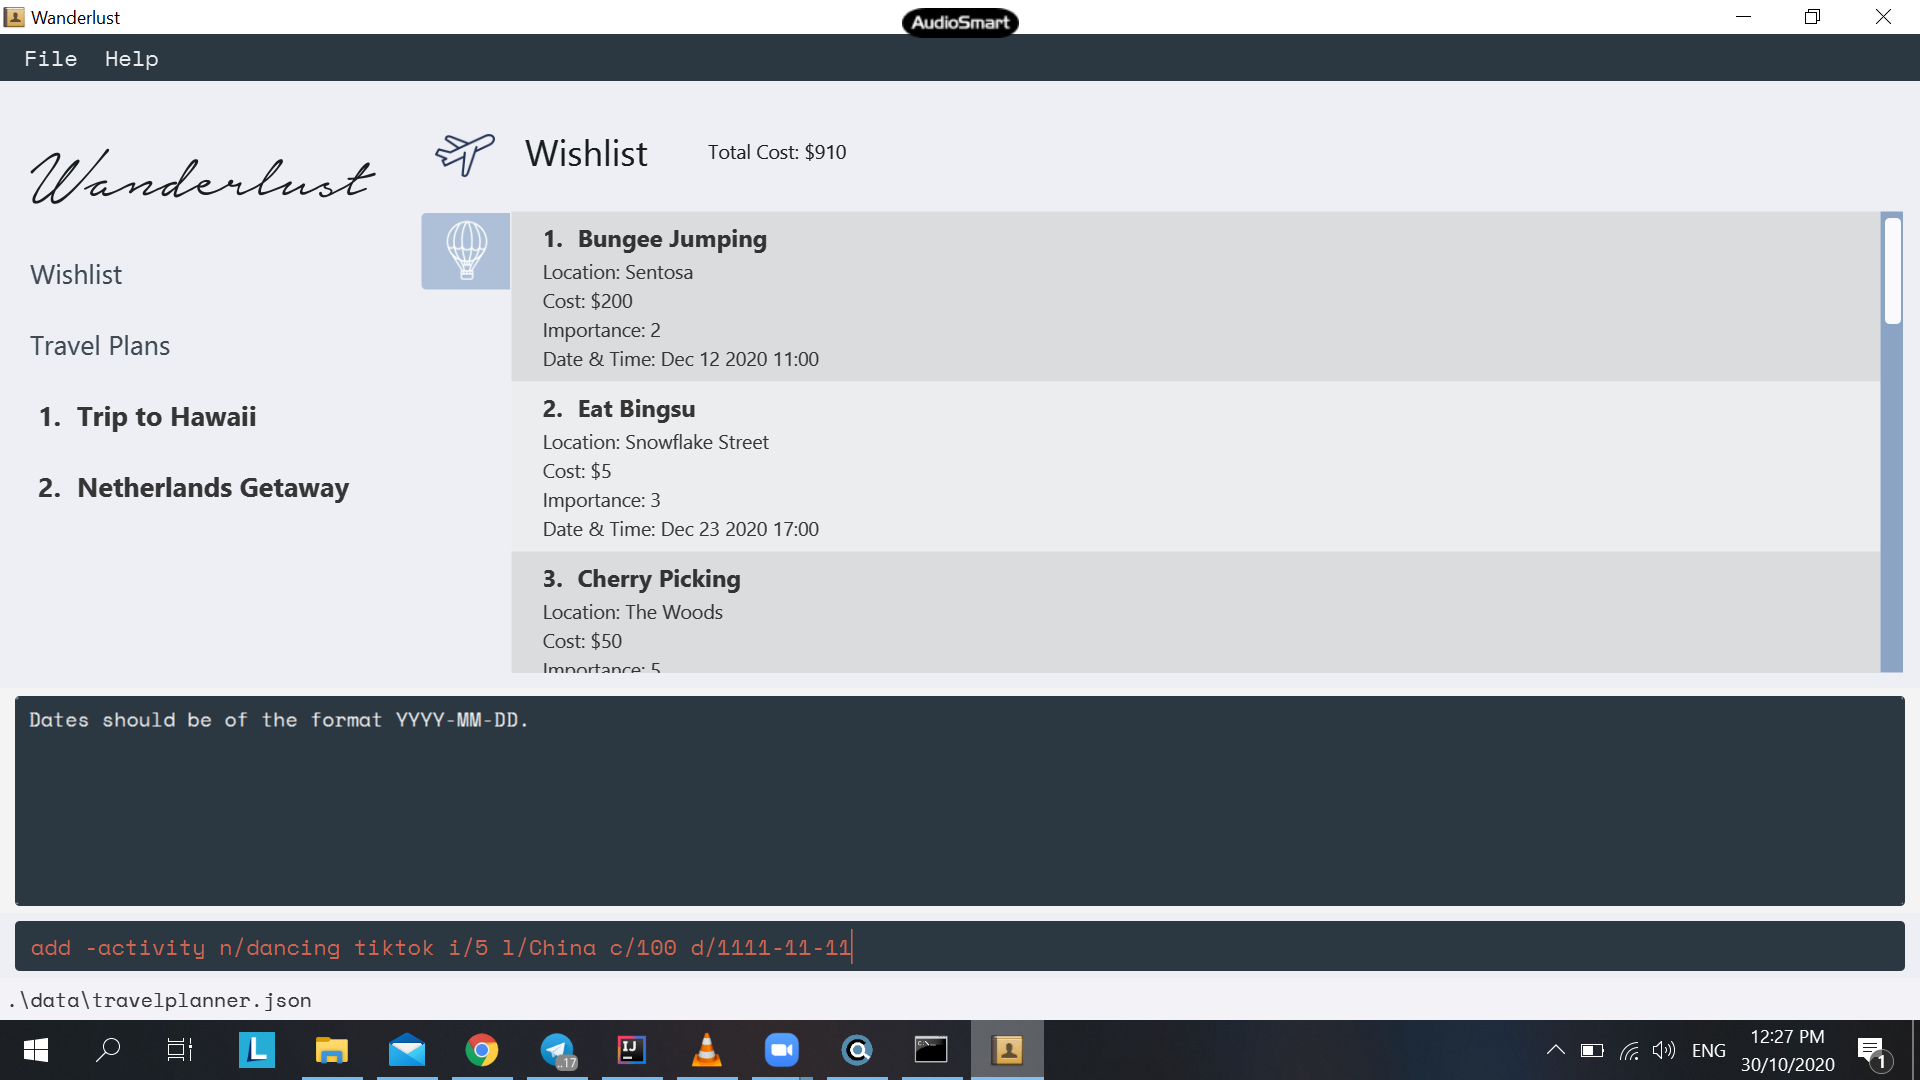 Wanderlust
AudioSmart
File Help
Wanderlust
Wishlist
Travel Plans
1. Trip to Hawaii
2. Netherlands Getaway
Wishlist Total Cost: $910
1. Bungee Jumping
Location: Sentosa
Cost: $200
Importance: 2
Date & Time: Dec 12 2020 11:00
2. Eat Bingsu
Location: Snowflake Street
Cost: $5
Importance: 3
Date & Time: Dec 23 2020 17:00
3. Cherry Picking
Location: The Woods
Cost: $50
Importance: 5
Dates should be of the format YYYY-MM-DD.
add -activity n/dancing tiktok i/5 l/China c/100 d/1111-11-11
.\data\travelplanner.json
L
..17
IJ
C:\
ENG
12:27 PM
30/10/2020
1